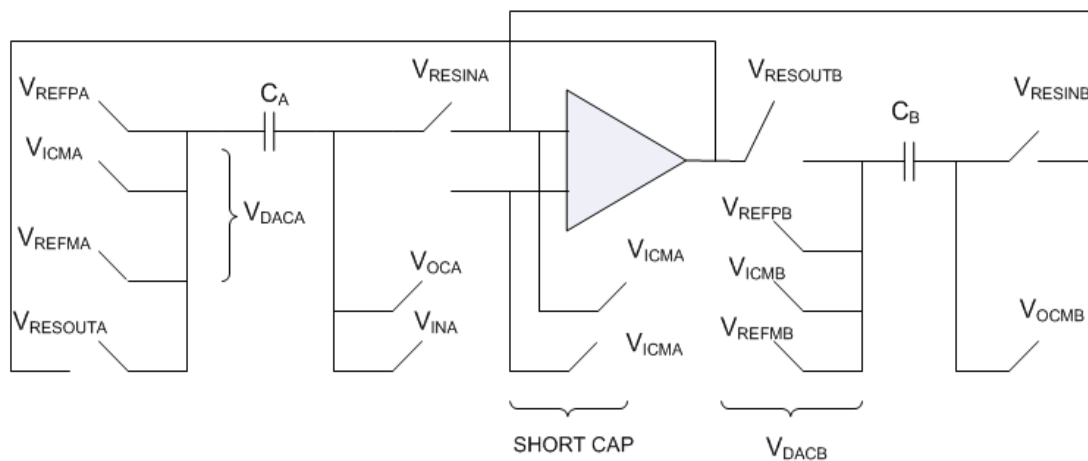 VREFPA
CA
VRESINA
VRESOUTB
CB
VRESINB
VICMA
VDACA
VREFMA
VREFPB
VOCA
VICMA
VICMB
VRESOUTA
VINA
VICMA
VREFMB
VOCMB
SHORT CAP
VDACB